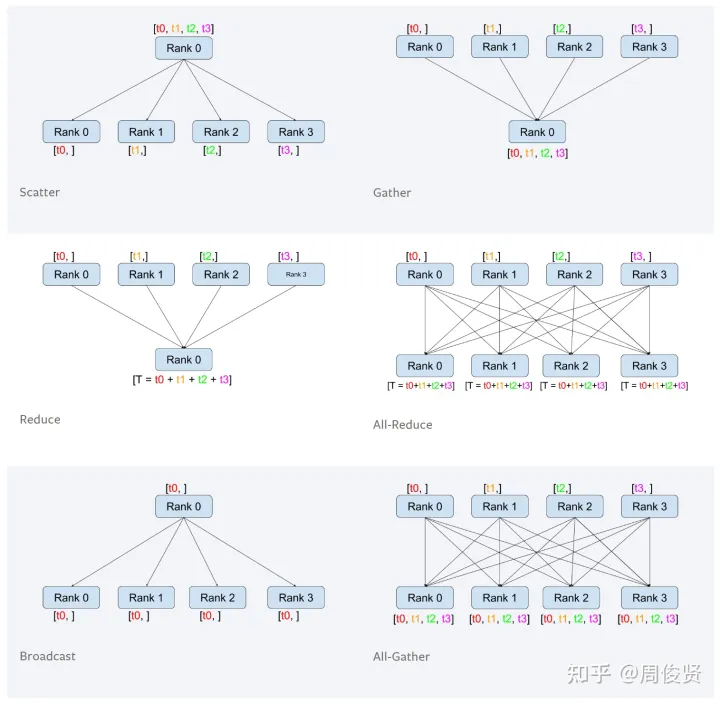 [t0, t1, t2, t3]
Rank 0
Rank 0 Rank 1 Rank 2 Rank 3
[t0, ] [t1,] [t2,] [t3, ]
Scatter
[t0, ] [t1,] [t2,] [t3, ]
Rank 0 Rank 1 Rank 2 Rank 3
Rank 0
[t0, t1, t2, t3]
Gather
[t0, ] [t1,] [t2,] [t3, ]
Rank 0 Rank 1 Rank 2 Rank 3
Rank 0
[T = t0 + t1 + t2 + t3]
Reduce
[t0, ] [t1,] [t2,] [t3, ]
Rank 0 Rank 1 Rank 2 Rank 3
Rank 0 Rank 1 Rank 2 Rank 3
[T = t0+t1+t2+t3] [T = t0+t1+t2+t3] [T = t0+t1+t2+t3] [T = t0+t1+t2+t3]
All-Reduce
[t0, ]
Rank 0
Rank 0 Rank 1 Rank 2 Rank 3
[t0, ] [t0, ] [t0, ] [t0, ]
Broadcast
[t0, ] [t1,] [t2,] [t3, ]
Rank 0 Rank 1 Rank 2 Rank 3
Rank 0 Rank 1 Rank 2 Rank 3
[t0, t1, t2, t3] [t0, t1, t2, t3] [t0, t1, t2, t3] [t0, t1, t2, t3]
All-Gather
知乎 @周俊贤